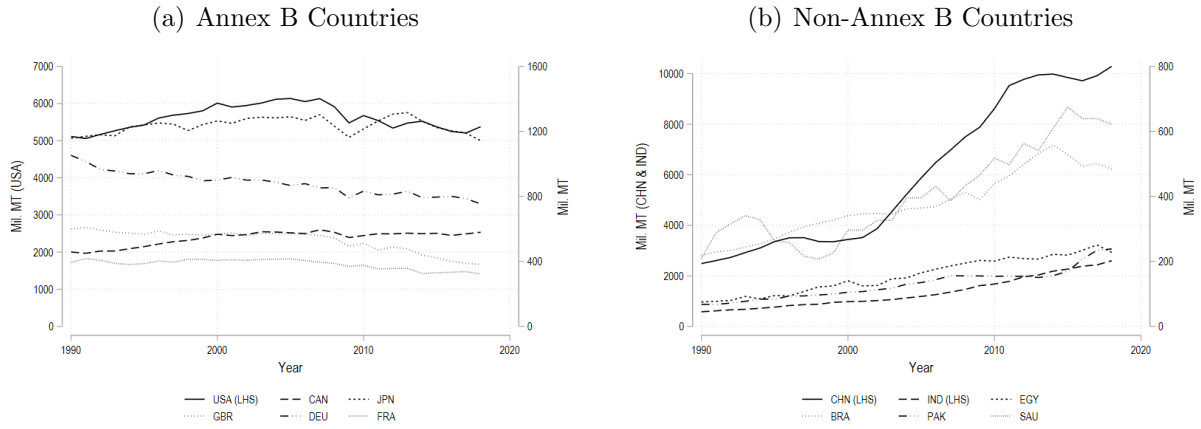 (a) Annex B Countries
7000
6000
5000
4000
3000
2000
1000
0
Mil. MT (USA)
1600
1200
800
400
0
Mil. MT
1990
2000
2010
2020
Year
USA (LHS)
CAN
JPN
GBR
DEU
FRA
(b) Non-Annex B Countries
10000
8000
6000
4000
2000
0
Mil. MT (CHN & IND)
800
600
400
200
0
Mil. MT
1990
2000
2010
2020
Year
CHN (LHS)
IND (LHS)
EGY
BRA
PAK
SAU